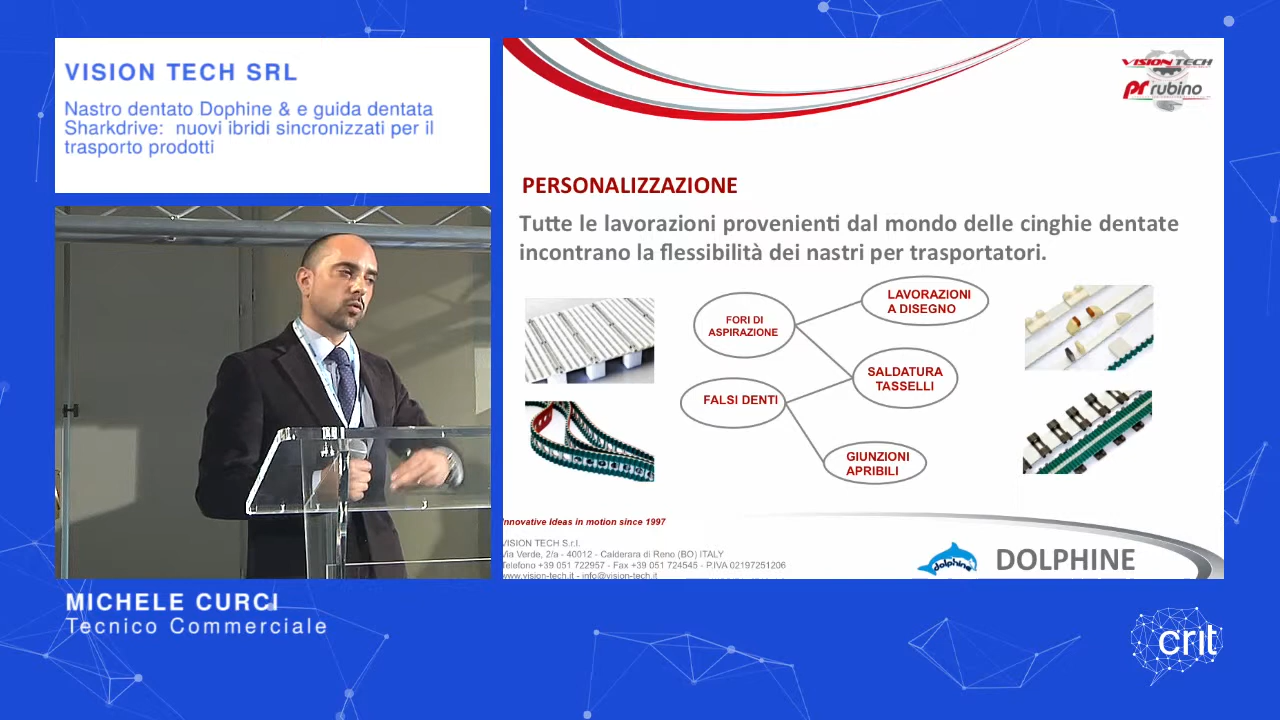 VISION TECH SRL
Nastro dentato Dophine & e guida dentata
Sharkdrive:  nuovi ibridi sincronizzati per il
trasporto prodotti
VISION TECH
pr rubino
PERSONALIZZAZIONE
Tutte le lavorazioni provenienti dal mondo delle cinghie dentate
incontrano la flessibilità dei nastri per trasportatori.
FORI DI
ASPIRAZIONE
LAVORAZIONI
A DISEGNO
SALDATURA
TASSELLI
FALSI DENTI
GIUNZIONI
APRIBILI
Innovative Ideas in motion since 1997
VISION TECH S.r.l.
Via Verde, 2/a - 40012 - Calderara di Reno (BO) ITALY
Telefono +39 051 722957 - Fax +39 051 724545 - P.IVA 02197251206
www.vision-tech.it - info@vision-tech.it
dolphine
DOLPHINE
MICHELE CURCI
Tecnico Commerciale
crit